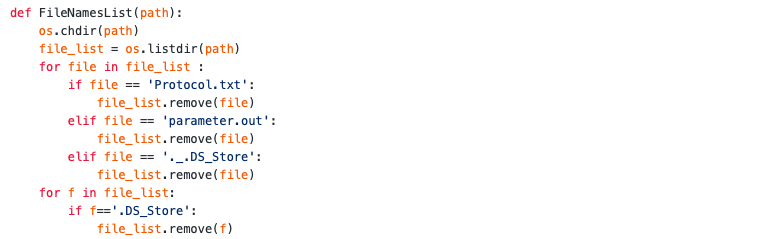 def FileNamesList(path):
    os.chdir(path)
    file_list = os.listdir(path)
    for file in file_list :
        if file == 'Protocol.txt':
            file_list.remove(file)
        elif file == 'parameter.out':
            file_list.remove(file)
        elif file == '._.DS_Store':
            file_list.remove(file)
    for f in file_list:
        if f=='.DS_Store':
            file_list.remove(f)